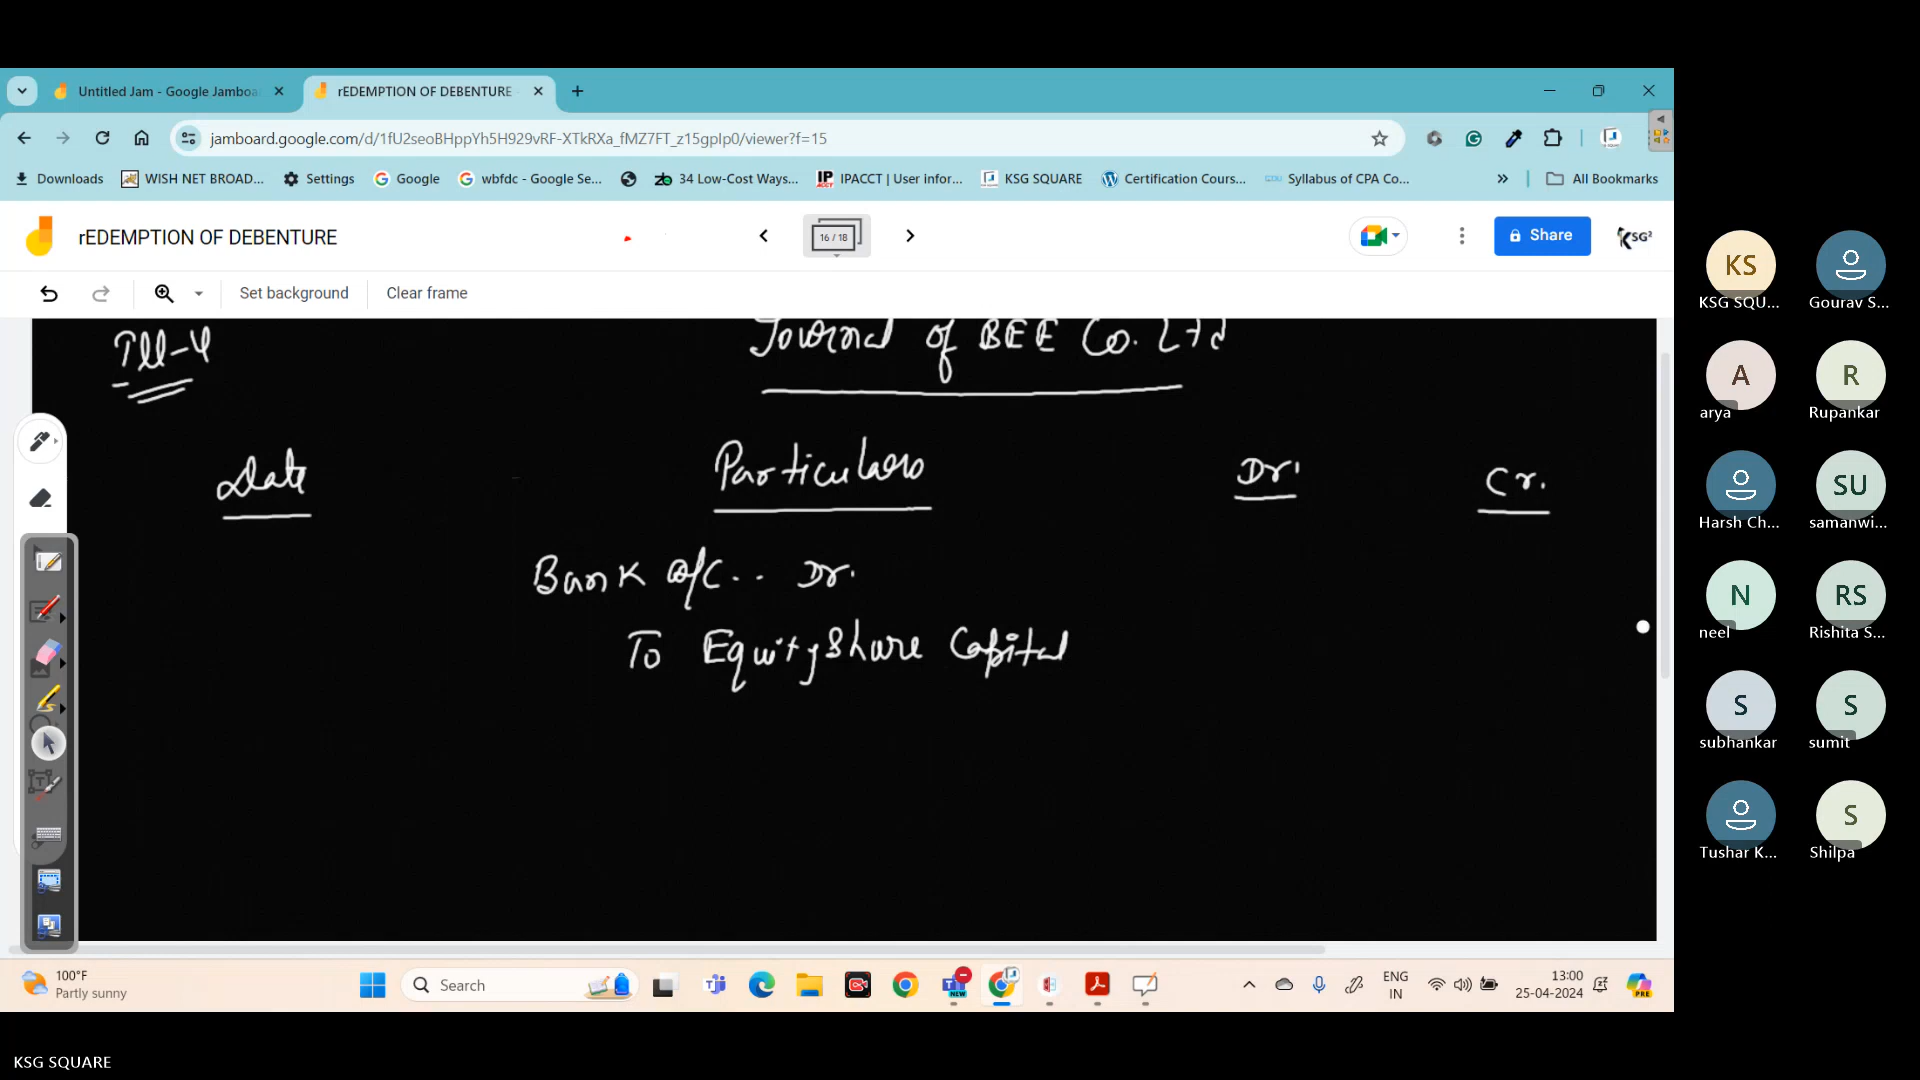 Untitled Jam - Google Jamboa
rEDEMPTION OF DEBENTURE
jamboard.google.com/d/1fU2seoBHppYh5H929vRF-XTkRXa_fMZ7FT_z15gpIp0/viewer?f=15
Downloads WISH NET BROAD... Settings Google wbfdc - Google Se... 34 Low-Cost Ways... IPACCT | User infor... KSG SQUARE Certification Cours... Syllabus of CPA Co... All Bookmarks
rEDEMPTION OF DEBENTURE 16 / 18 Share KSG²
Set background Clear frame
Ill-4 Journal of BEE Co. Ltd
Date Particulars Dr. Cr.
Bank a/c.. Dr.
To Equity Share Capital
KS
KSG SQU... Gourav S...
A R
arya Rupankar
SU
Harsh Ch... samanwi...
N RS
neel Rishita S...
S S
subhankar sumit
S
Tushar K... Shilpa
100°F
Partly sunny
Search
ENG
IN
13:00
25-04-2024
KSG SQUARE